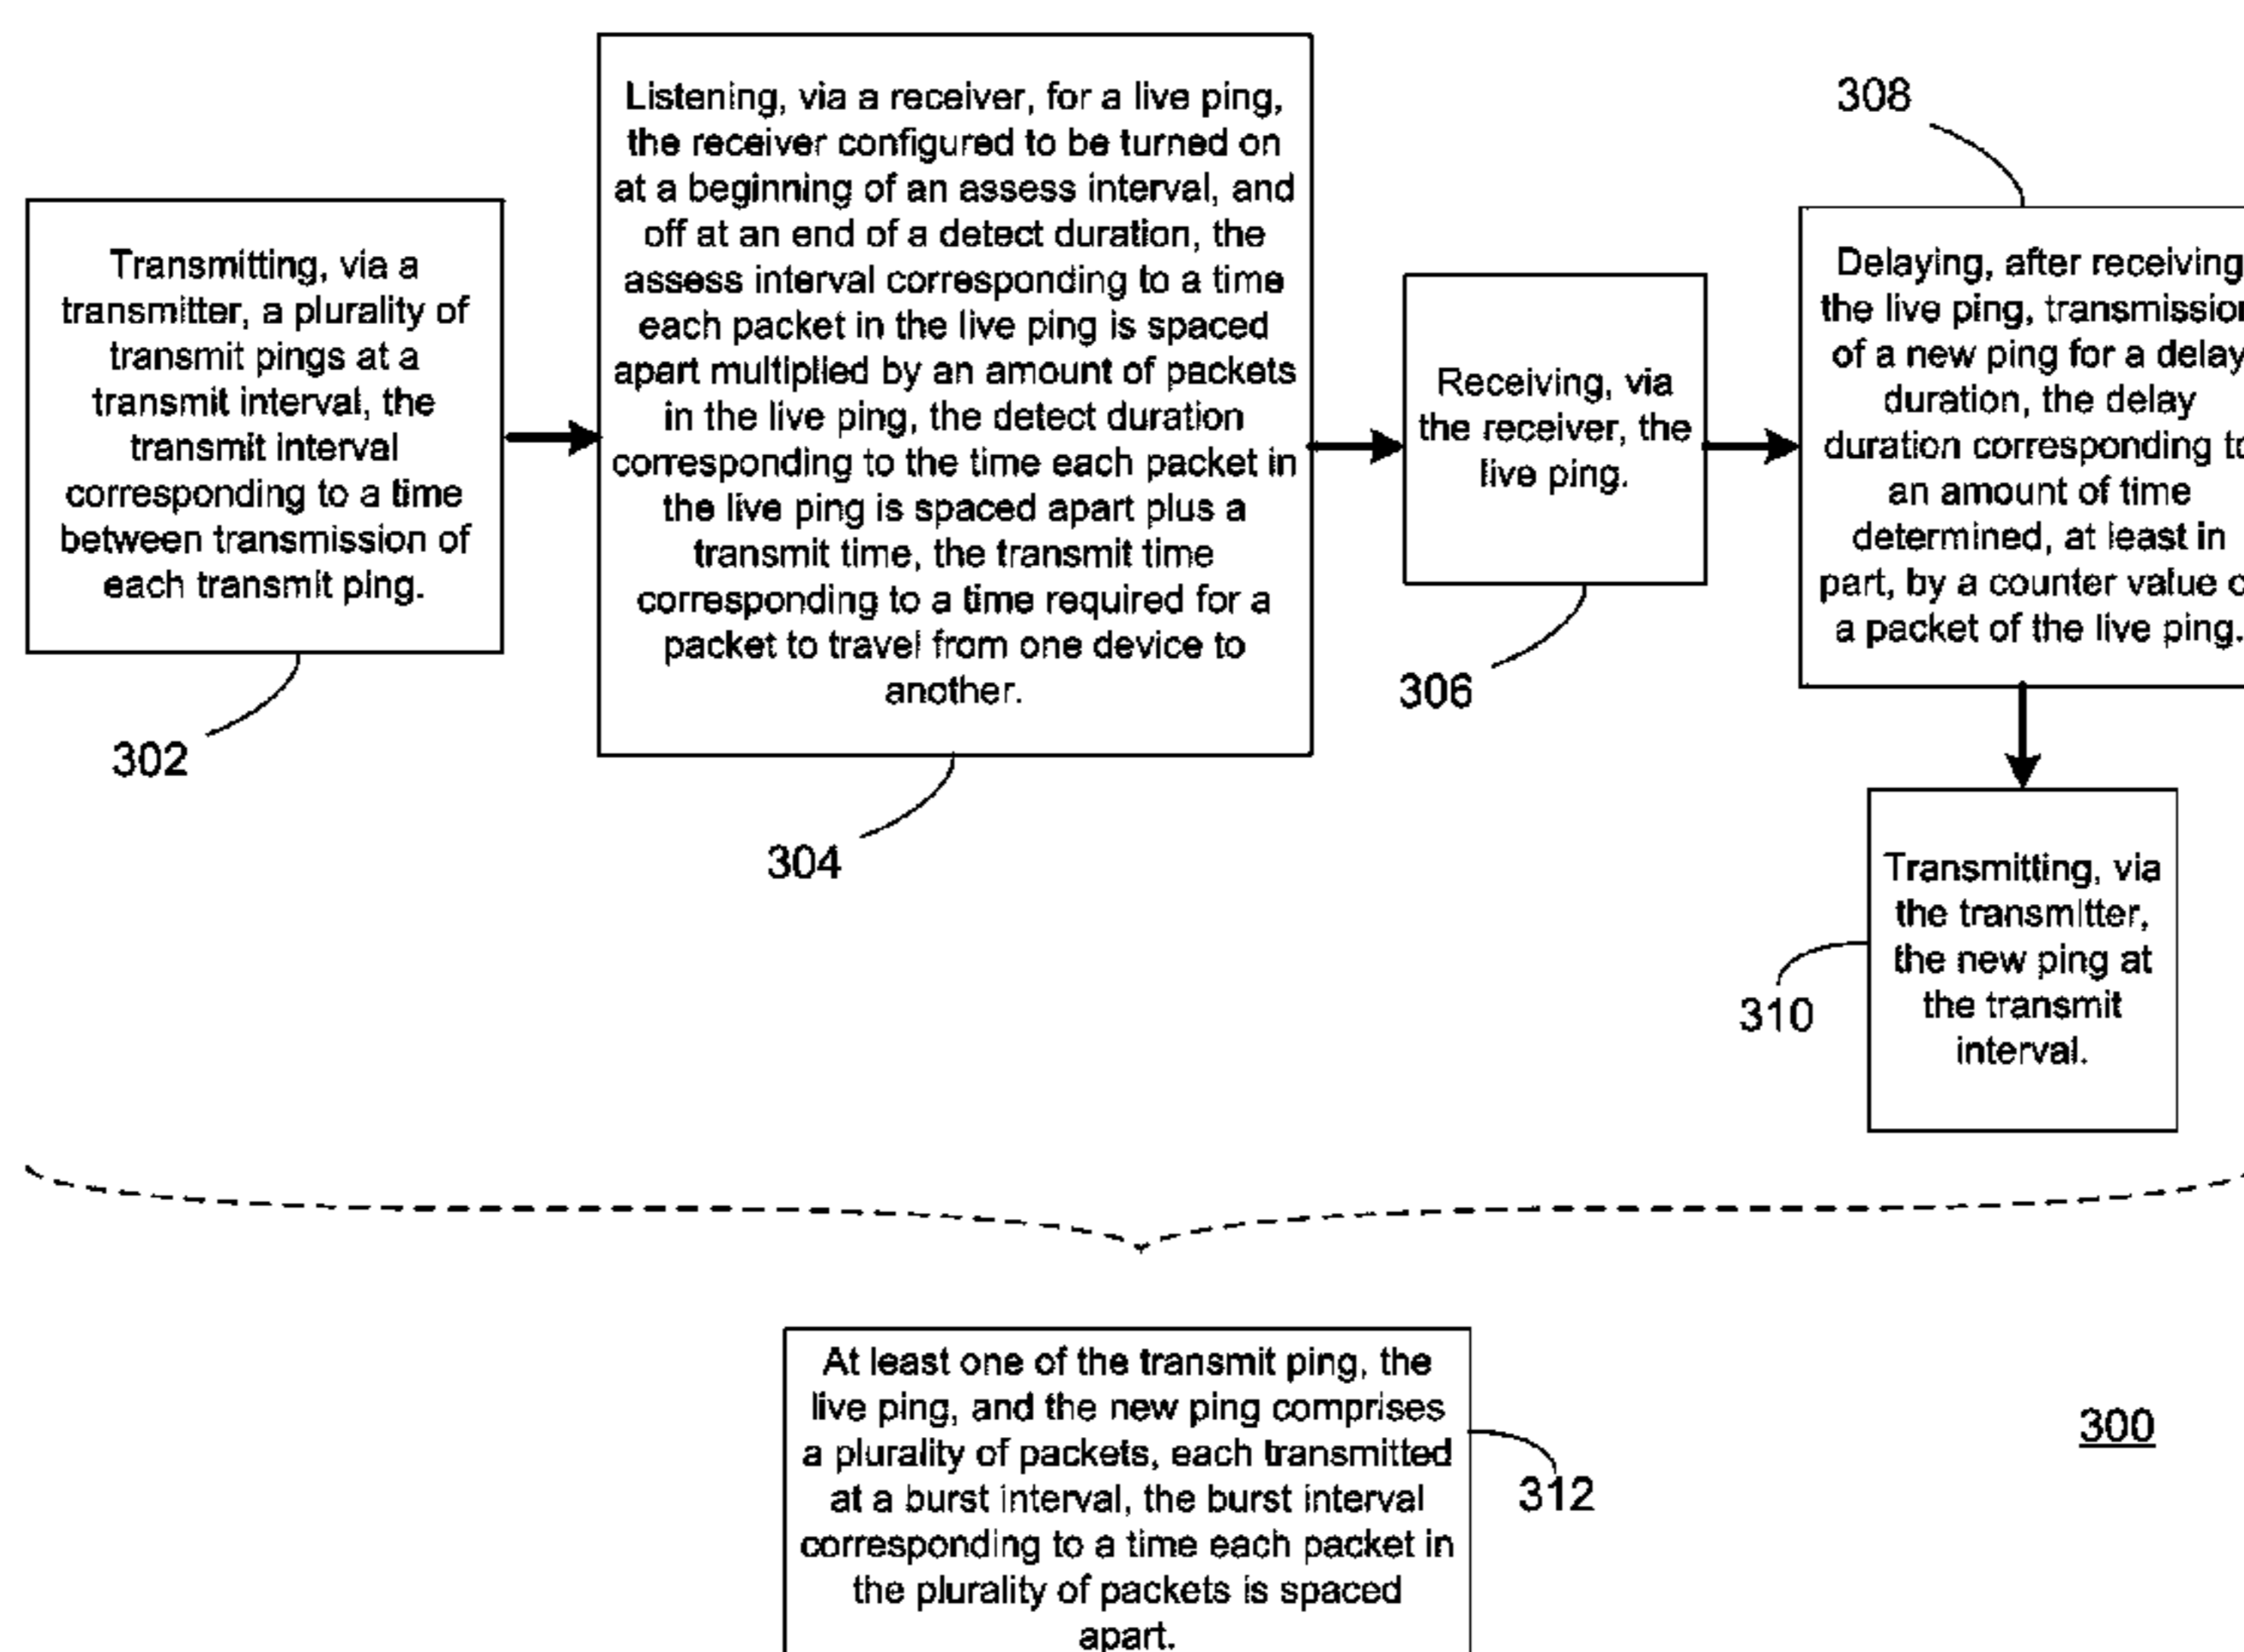 Transmitting, via a
transmitter, a plurality of
transmit pings at a
transmit interval, the
transmit interval
corresponding to a time
between transmission of
each transmit ping.
302
Listening, via a receiver, for a live ping,
the receiver configured to be turned on
at a beginning of an assess interval, and
off at an end of a detect duration, the
assess interval corresponding to a time
each packet in the live ping is spaced
apart multiplied by an amount of packets
in the live ping, the detect duration
corresponding to the time each packet in
the live ping is spaced apart plus a
transmit time, the transmit time
corresponding to a time required for a
packet to travel from one device to
another.
304
Receiving, via
the receiver, the
live ping.
306
308
Delaying, after receiving
the live ping, transmission
of a new ping for a delay
duration, the delay
duration corresponding to
an amount of time
determined, at least in
part, by a counter value
a packet of the live ping.
Transmitting, via
the transmitter,
the new ping at
the transmit
interval.
310
At least one of the transmit ping, the
live ping, and the new ping comprises
a plurality of packets, each transmitted
at a burst interval, the burst interval
corresponding to a time each packet in
the plurality of packets is spaced
apart.
312
300